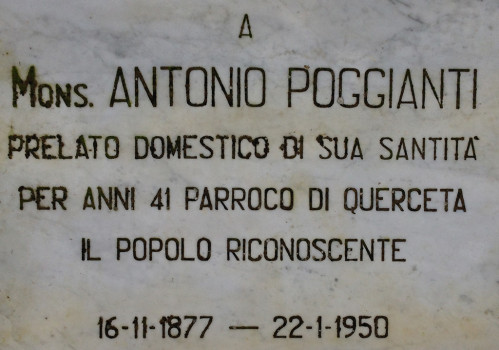 A
Mons. ANTONIO POGGIANTI
PRELATO DOMESTICO DI SUA SANTITÀ
PER ANNI 41 PARROCO DI QUERCETA
IL POPOLO RICONOSCENTE
16-11-1877 — 22-1-1950